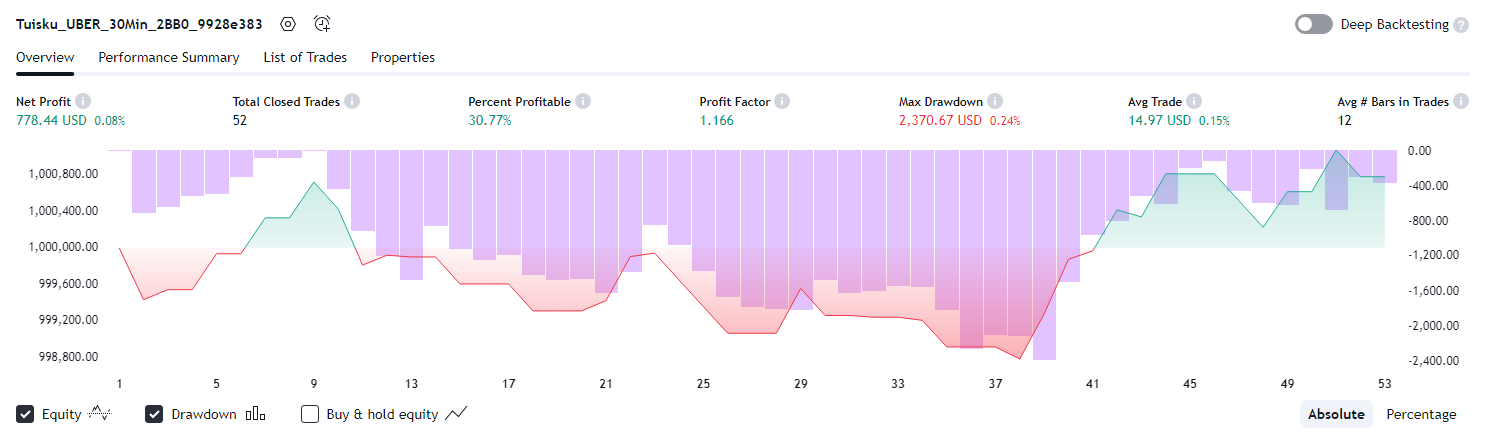 Tuisku_UBER_30Min_2BB0_9928e383 Deep Backtesting ?
Overview Performance Summary List of Trades Properties
Net Profit i Total Closed Trades i Percent Profitable i Profit Factor i Max Drawdown i Avg Trade i Avg # Bars in Trades i
778.44 USD 0.08% 52 30.77% 1.166 2,370.67 USD 0.24% 14.97 USD 0.15% 12
0.00
1,000,800.00 -400.00
1,000,400.00 -800.00
1,000,000.00 -1,200.00
999,600.00 -1,600.00
999,200.00 -2,000.00
998,800.00 -2,400.00
1 5 9 13 17 21 25 29 33 37 41 45 49 53
Equity Drawdown Buy & hold equity Absolute Percentage